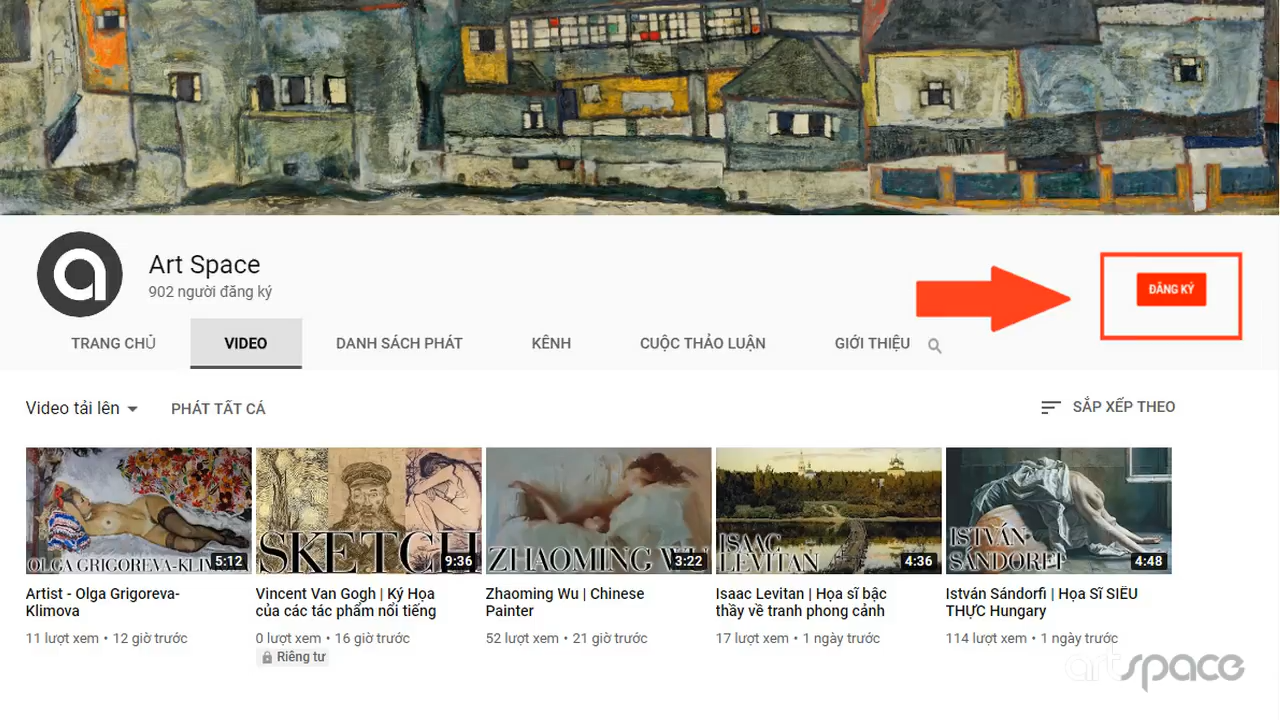 Art Space
902 người đăng ký
ĐĂNG KÝ
TRANG CHỦ
VIDEO
DANH SÁCH PHÁT
KÊNH
CUỘC THẢO LUẬN
GIỚI THIỆU
Video tải lên
PHÁT TẤT CẢ
SẮP XẾP THEO
OLGA GRIGOREVA-KLIMOVA
5:12
SKETCH
9:36
ZHAOMING WU
3:22
ISAAC
LEVITAN
4:36
ISTVÁN
SÁNDORFI
4:48
Artist - Olga Grigoreva-
Klimova
11 lượt xem • 12 giờ trước
Vincent Van Gogh | Ký Họa
của các tác phẩm nổi tiếng
0 lượt xem • 16 giờ trước
Riêng tư
Zhaoming Wu | Chinese
Painter
52 lượt xem • 21 giờ trước
Isaac Levitan | Họa sĩ bậc
thầy về tranh phong cảnh
17 lượt xem • 1 ngày trước
István Sándorfi | Họa Sĩ SIÊU
THỰC Hungary
114 lượt xem • 1 ngày trước
artspace